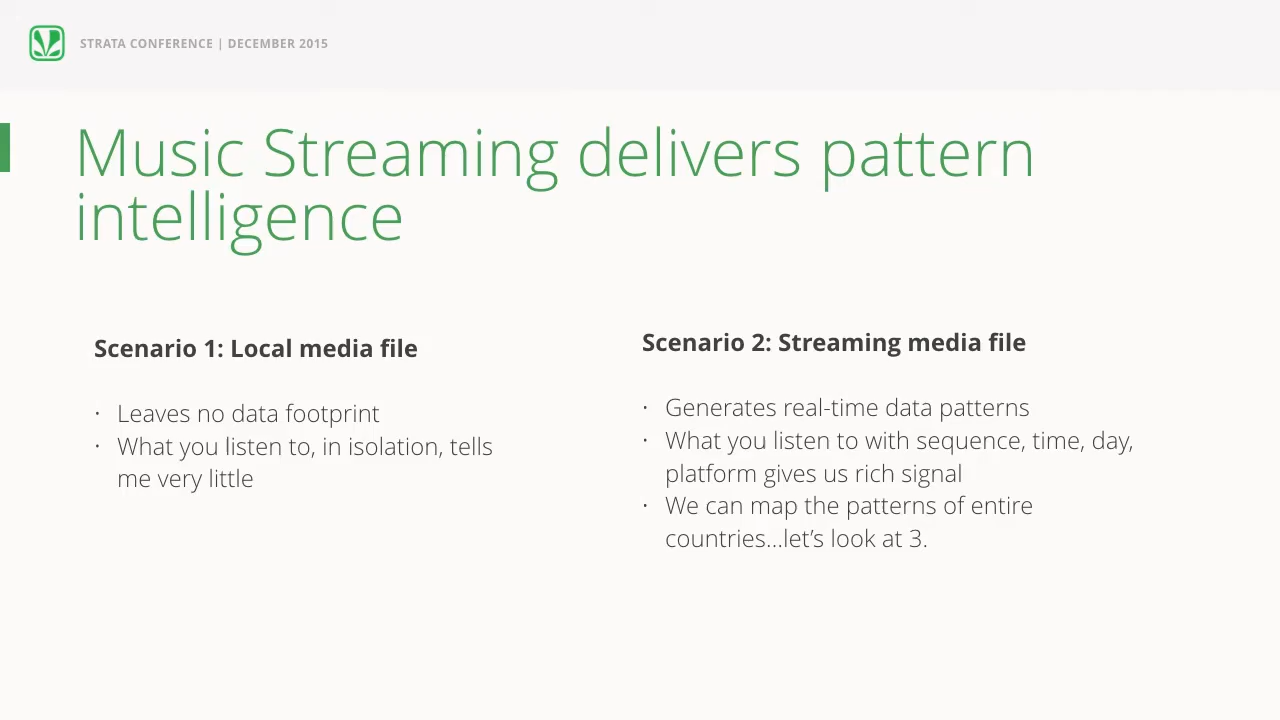 STRATA CONFERENCE | DECEMBER 2015
Music Streaming delivers pattern
intelligence
Scenario 1: Local media file
· Leaves no data footprint
· What you listen to, in isolation, tells
me very little
Scenario 2: Streaming media file
· Generates real-time data patterns
· What you listen to with sequence, time, day,
platform gives us rich signal
· We can map the patterns of entire
countries...let’s look at 3.